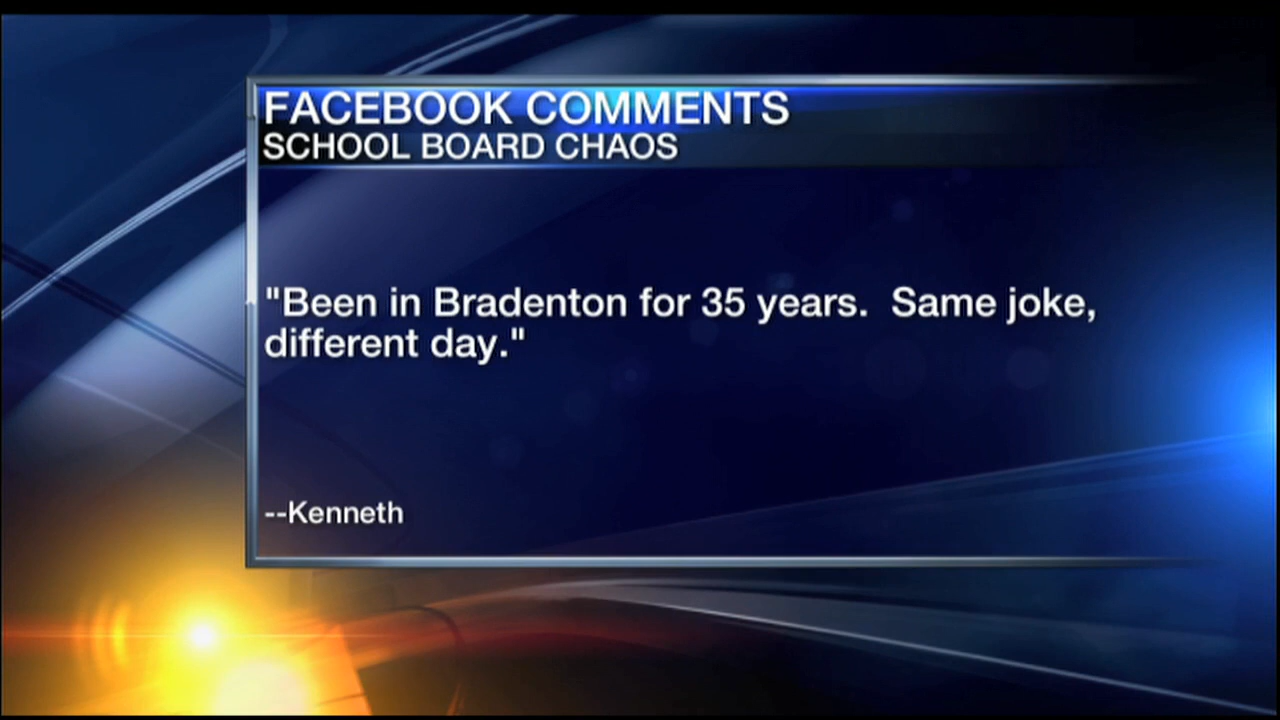 FACEBOOK COMMENTS
SCHOOL BOARD CHAOS
"Been in Bradenton for 35 years.  Same joke,
different day."
--Kenneth